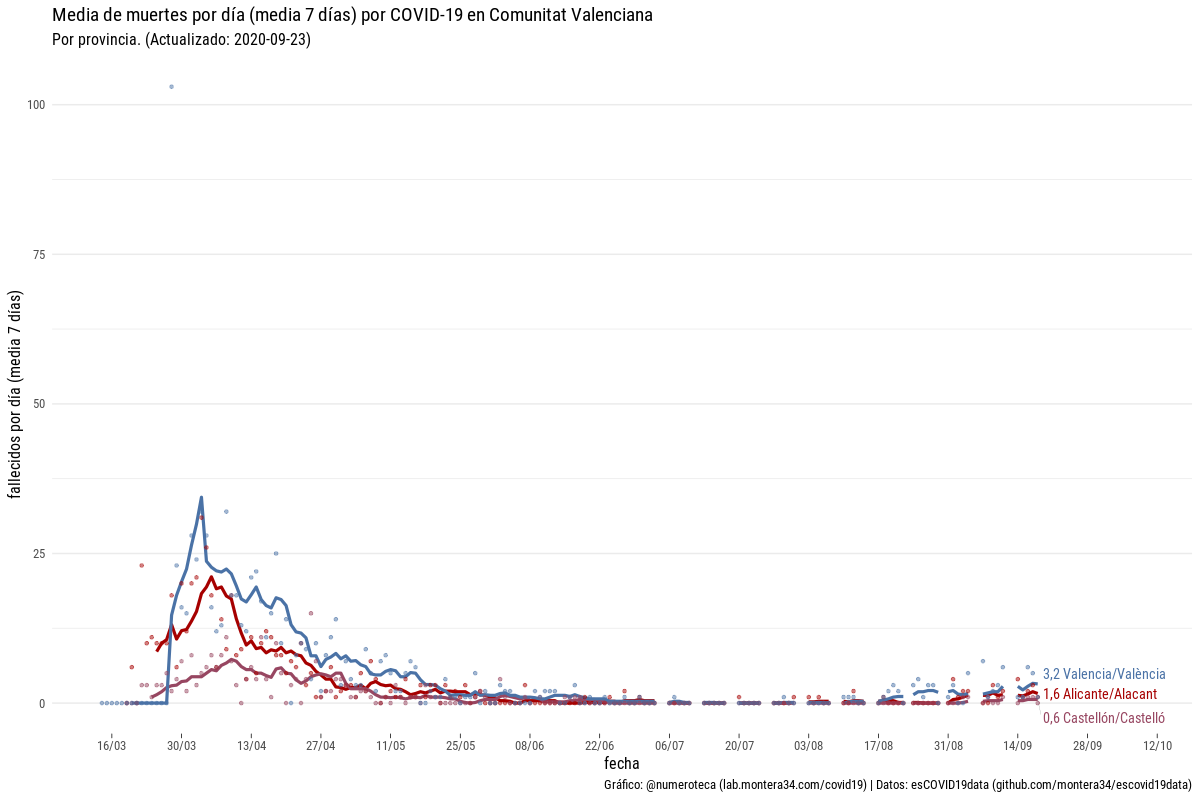 Media de muertes por día (media 7 días) por COVID-19 en Comunitat Valenciana
Por provincia. (Actualizado: 2020-09-23)
fallecidos por día (media 7 días)
100
75
50
25
0
3,2 Valencia/València
1,6 Alicante/Alacant
0,6 Castellón/Castelló
16/03 30/03 13/04 27/04 11/05 25/05 08/06 22/06 06/07 20/07 03/08 17/08 31/08 14/09 28/09 12/10
fecha
Gráfico: @numeroteca (lab.montera34.com/covid19) | Datos: esCOVID19data (github.com/montera34/escovid19data)